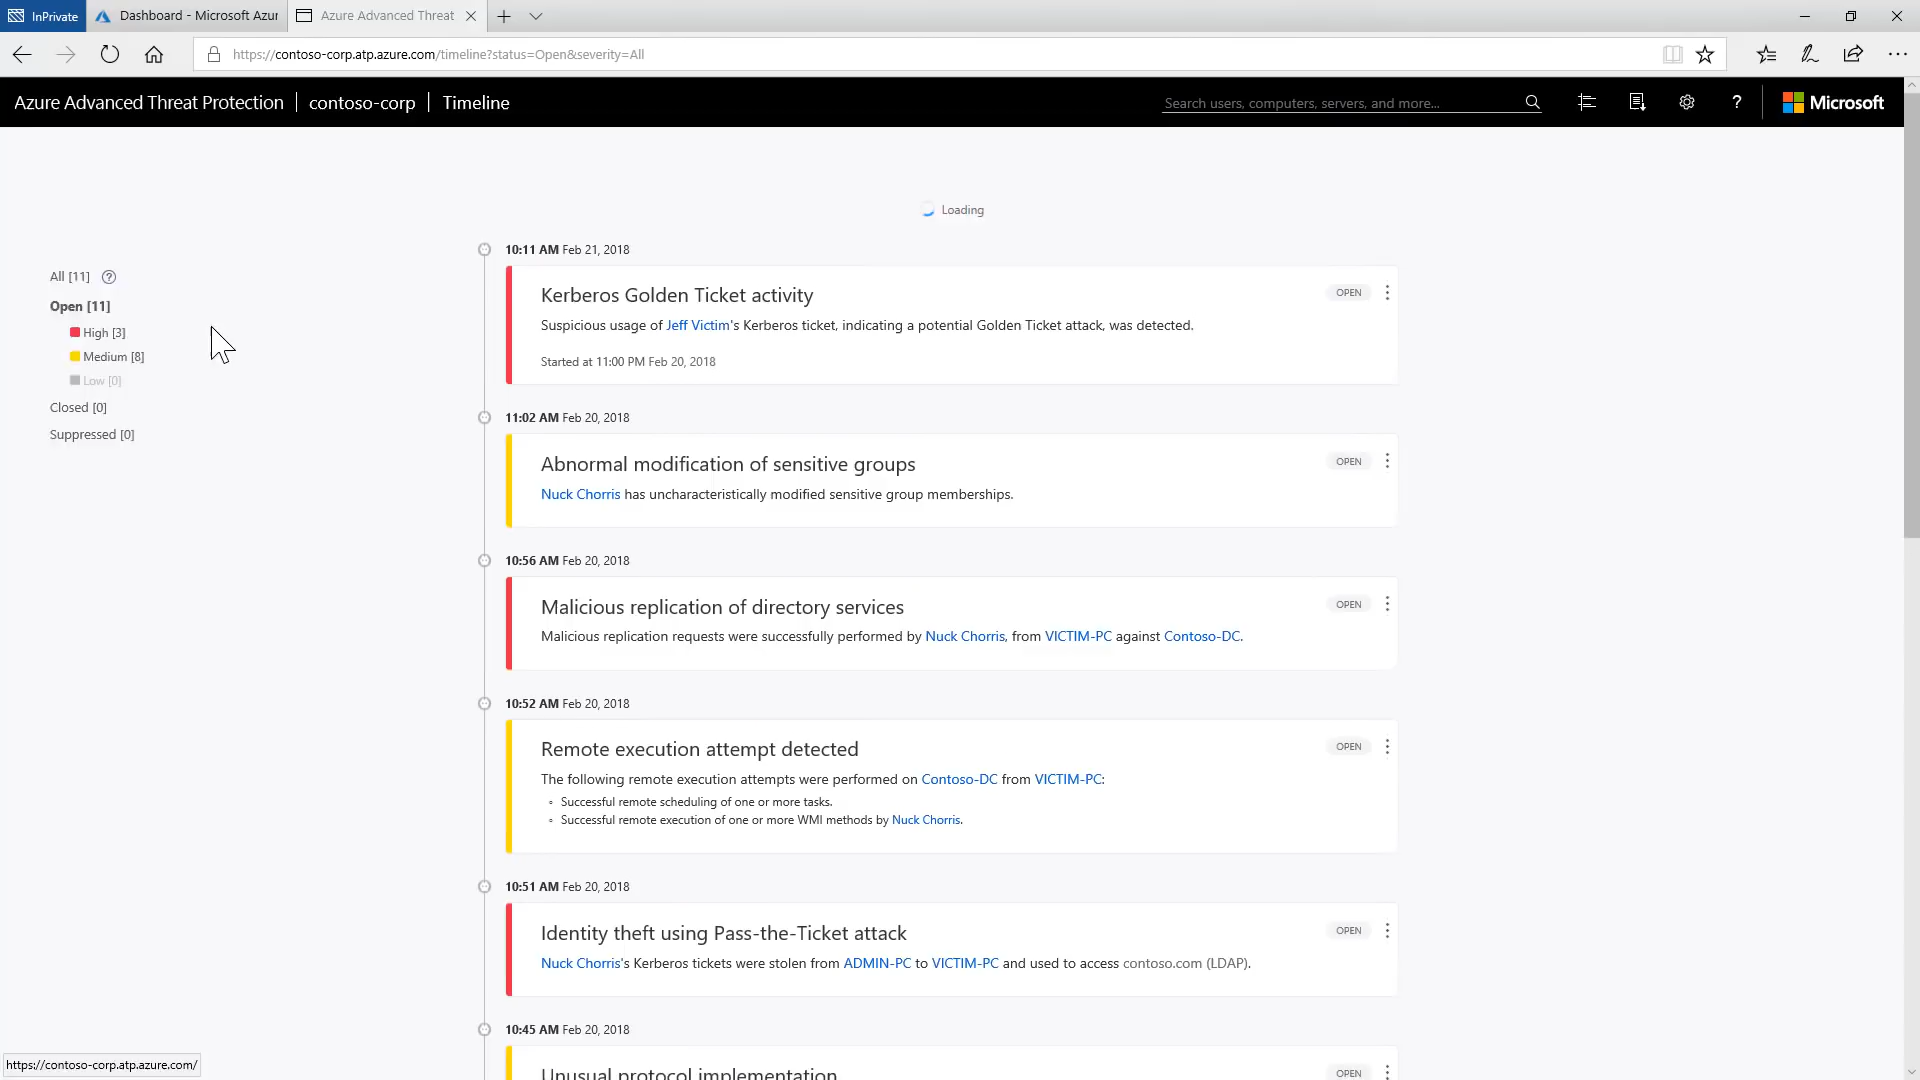 InPrivate
Dashboard - Microsoft Azur
Azure Advanced Threat
https://contoso-corp.atp.azure.com/timeline?status=Open&severity=All
Azure Advanced Threat Protection
contoso-corp
Timeline
Search users, computers, servers, and more...
?
Microsoft
Loading
All [11] ?
Open [11]
High [3]
Medium [8]
Low [0]
Closed [0]
Suppressed [0]
10:11 AM Feb 21, 2018
Kerberos Golden Ticket activity
OPEN
Suspicious usage of Jeff Victim's Kerberos ticket, indicating a potential Golden Ticket attack, was detected.
Started at 11:00 PM Feb 20, 2018
11:02 AM Feb 20, 2018
Abnormal modification of sensitive groups
OPEN
Nuck Chorris has uncharacteristically modified sensitive group memberships.
10:56 AM Feb 20, 2018
Malicious replication of directory services
OPEN
Malicious replication requests were successfully performed by Nuck Chorris, from VICTIM-PC against Contoso-DC.
10:52 AM Feb 20, 2018
Remote execution attempt detected
OPEN
The following remote execution attempts were performed on Contoso-DC from VICTIM-PC:
◦ Successful remote scheduling of one or more tasks.
◦ Successful remote execution of one or more WMI methods by Nuck Chorris.
10:51 AM Feb 20, 2018
Identity theft using Pass-the-Ticket attack
OPEN
Nuck Chorris's Kerberos tickets were stolen from ADMIN-PC to VICTIM-PC and used to access contoso.com (LDAP).
10:45 AM Feb 20, 2018
Unusual protocol implementation
OPEN
https://contoso-corp.atp.azure.com/